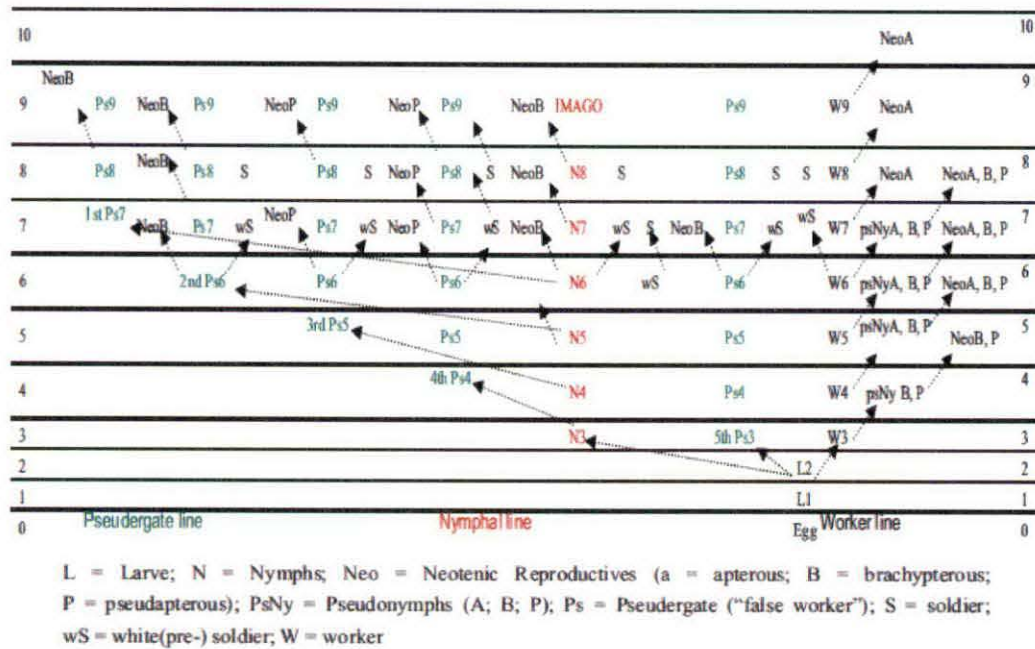 10 NeoA 10
NeoB 9
9 Ps9 NeoB Ps9 NeoP Ps9 NeoP Ps9 NeoB IMAGO Ps9 W9 NeoA
8 Ps8 NeoB Ps8 S Ps8 S NeoP Ps8 S NeoB N8 S Ps8 S S W8 NeoA NeoA, B, P 8
1st Ps7 NeoP wS 7
7 NeoB Ps7 wS Ps7 wS NeoP Ps7 wS NeoB N7 wS S NeoB Ps7 wS W7 psNyA, B, P NeoA, B, P
6 2nd Ps6 Ps6 Ps6 N6 wS Ps6 W6 psNyA, B, P NeoA, B, P 6
3rd Ps5 5
5 Ps5 N5 Ps5 W5 psNyA, B, P NeoB, P
4th Ps4
4 N4 Ps4 W4 psNy B, P 4
3 N3 5th Ps3 W3 3
2 L2 2
1 L1 1
0 Pseudergate line Nymphal line Egg Worker line 0
L = Larve; N = Nymphs; Neo = Neotenic Reproductives (a = apterous; B = brachypterous;
P = pseudapterous); PsNy = Pseudonymphs (A; B; P); Ps = Pseudergate ("false worker"); S = soldier;
wS = white(pre-) soldier; W = worker